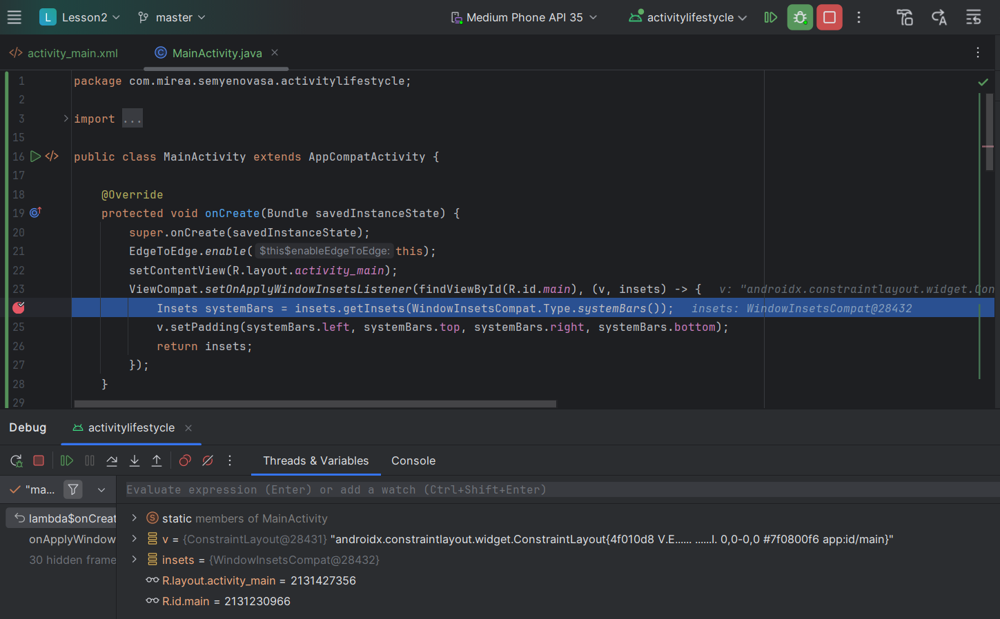 L Lesson2 master Medium Phone API 35 activitylifestycle
activity_main.xml MainActivity.java
1 package com.mirea.semyenovasa.activitylifestycle;
2
3 import ...
15
16 public class MainActivity extends AppCompatActivity {
17
18 @Override
19 protected void onCreate(Bundle savedInstanceState) {
20 super.onCreate(savedInstanceState);
21 EdgeToEdge.enable( $this$enableEdgeToEdge: this);
22 setContentView(R.layout.activity_main);
23 ViewCompat.setOnApplyWindowInsetsListener(findViewById(R.id.main), (v, insets) -> { v: "androidx.constraintlayout.widget.Con
Insets systemBars = insets.getInsets(WindowInsetsCompat.Type.systemBars()); insets: WindowInsetsCompat@28432
25 v.setPadding(systemBars.left, systemBars.top, systemBars.right, systemBars.bottom);
26 return insets;
27 });
28 }
29
Debug activitylifestycle
Threads & Variables Console
"ma... Evaluate expression (Enter) or add a watch (Ctrl+Shift+Enter)
lambda$onCreat
onApplyWindow
30 hidden frame
S static members of MainActivity
v = {ConstraintLayout@28431} "androidx.constraintlayout.widget.ConstraintLayout{4f010d8 V.E...... ......I. 0,0-0,0 #7f0800f6 app:id/main}"
insets = {WindowInsetsCompat@28432}
R.layout.activity_main = 2131427356
R.id.main = 2131230966